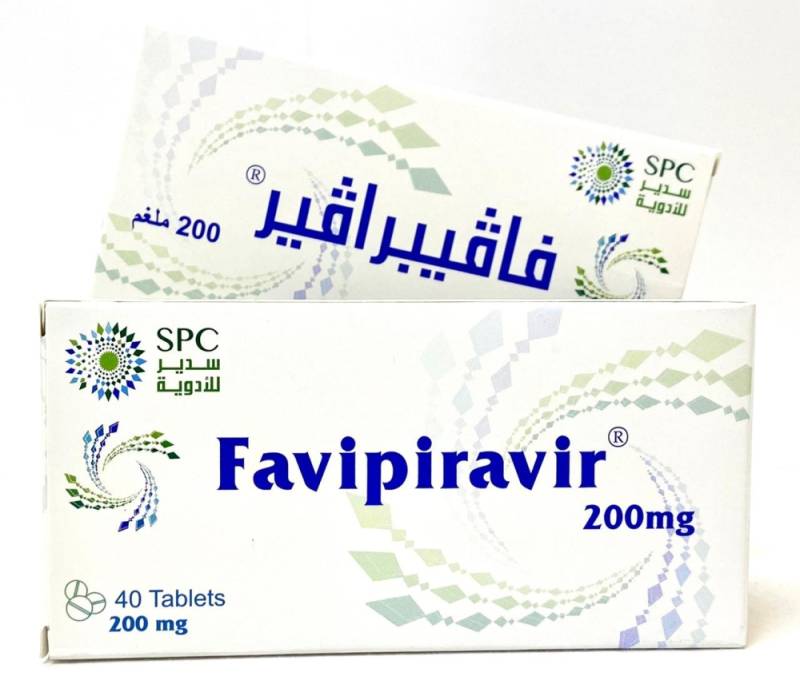 SPC
سدير
للأدوية
فاڤيبراڤير®
200 ملغم
SPC
سدير
للأدوية
Favipiravir®
200mg
40 Tablets
200 mg